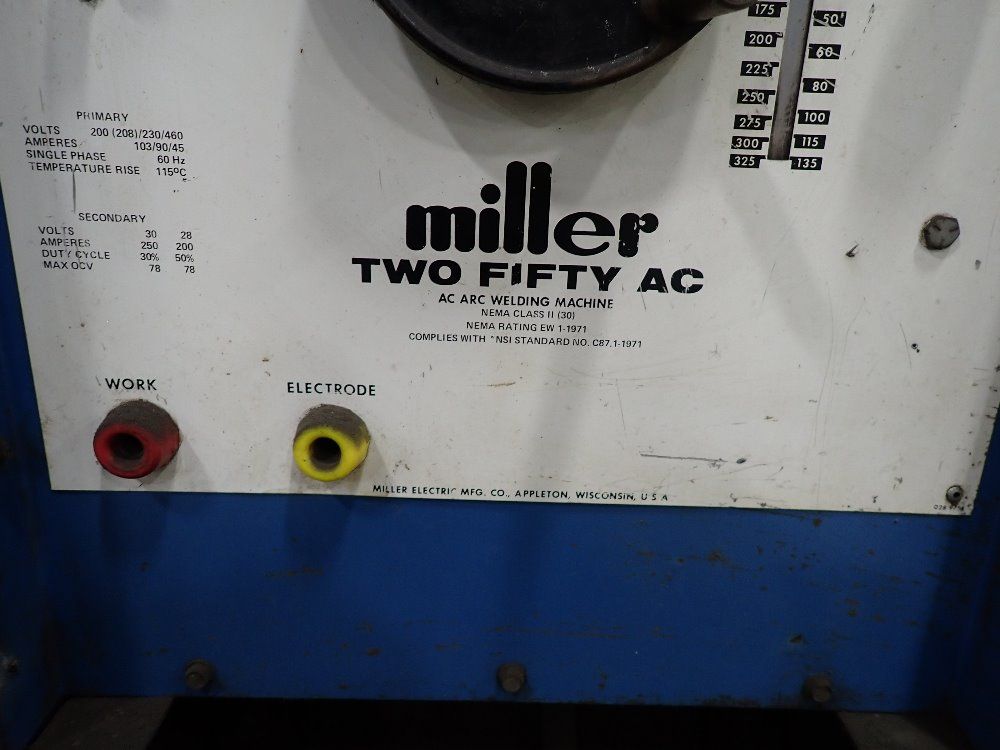 175
50
200
60
225
80
250
275
100
300
115
325
135
PRIMARY
VOLTS 200 (208)/230/460
AMPERES 103/90/45
SINGLE PHASE 60 Hz
TEMPERATURE RISE 115ºC
SECONDARY
VOLTS 30 28
AMPERES 250 200
DUTY CYCLE 30% 50%
MAX OCV 78 78
miller
TWO FIFTY AC
AC ARC WELDING MACHINE
NEMA CLASS II (30)
NEMA RATING EW 1-1971
COMPLIES WITH ANSI STANDARD NO. C87.1-1971
WORK
ELECTRODE
MILLER ELECTRIC MFG. CO., APPLETON, WISCONSIN, U S A